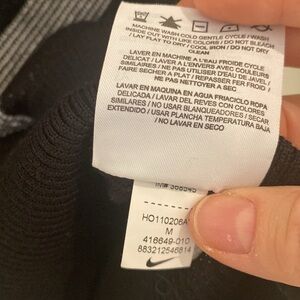 MACHINE WASH COLD GENTLE CYCLE / WASH
INSIDE OUT WITH LIKE COLORS / DO NOT BLEACH
/ LAY FLAT TO DRY / COOL IRON / DO NOT DRY
CLEAN
LAVER EN MACHINE A L'EAU FROIDE CYCLE
DELICAT / LAVER A L'ENVERS AVEC COULEURS
SIMILAIRES / NE PAS UTILISER D'EAU DE JAVEL /
FAIRE SECHER A PLAT / REPASSER FER FROID /
NE PAS NETTOYER A SEC
LAVAR EN MAQUINA EN AGUA FRIA/CICLO ROPA
DELICADA / LAVAR DEL REVES CON COLORES
SIMILARES / NO USAR BLANQUEADOR / SECAR
EXTENDIDO / USAR PLANCHA TEMPERATURA BAJA
/ NO LAVAR EN SECO
HO110206A
M
416649-010
883212546814